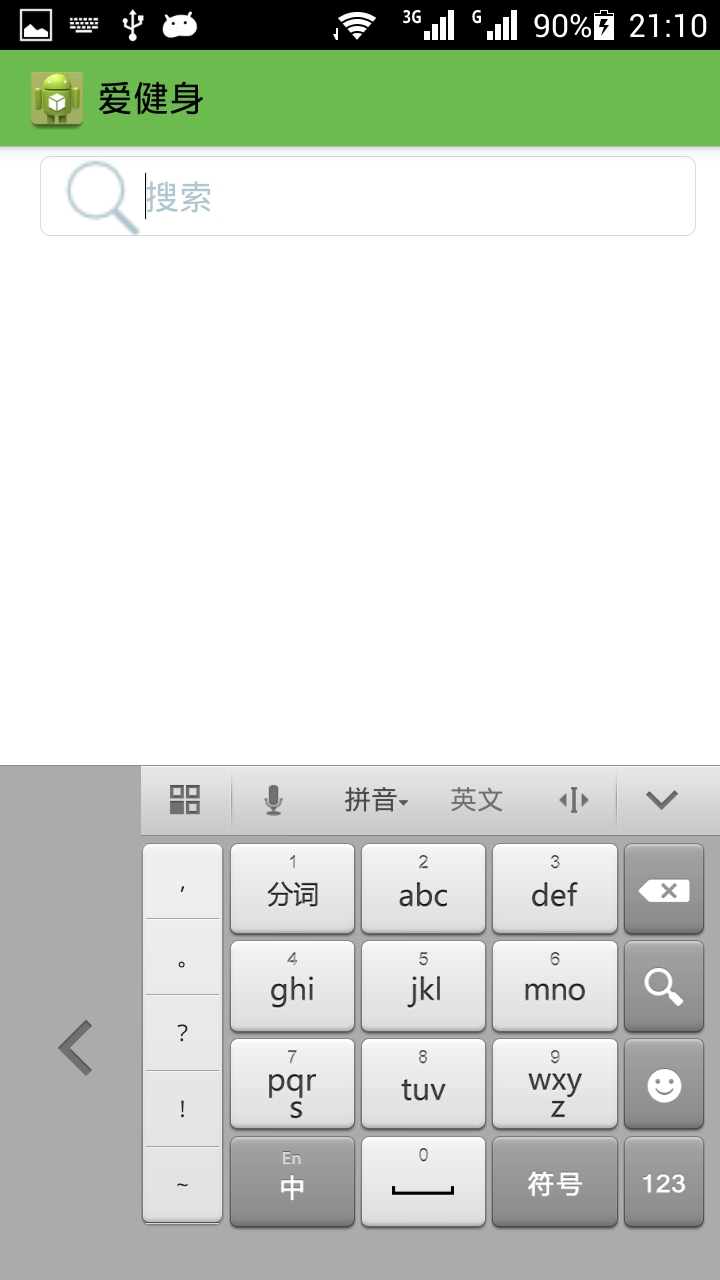 3G G 90% 21:10
爱健身
搜索
拼音 英文
,
。
?
!
~
1 2 3
分词 abc def
4 5 6
ghi jkl mno
7 8 9
pqrs tuv wxyz
En 0
中 符号 123